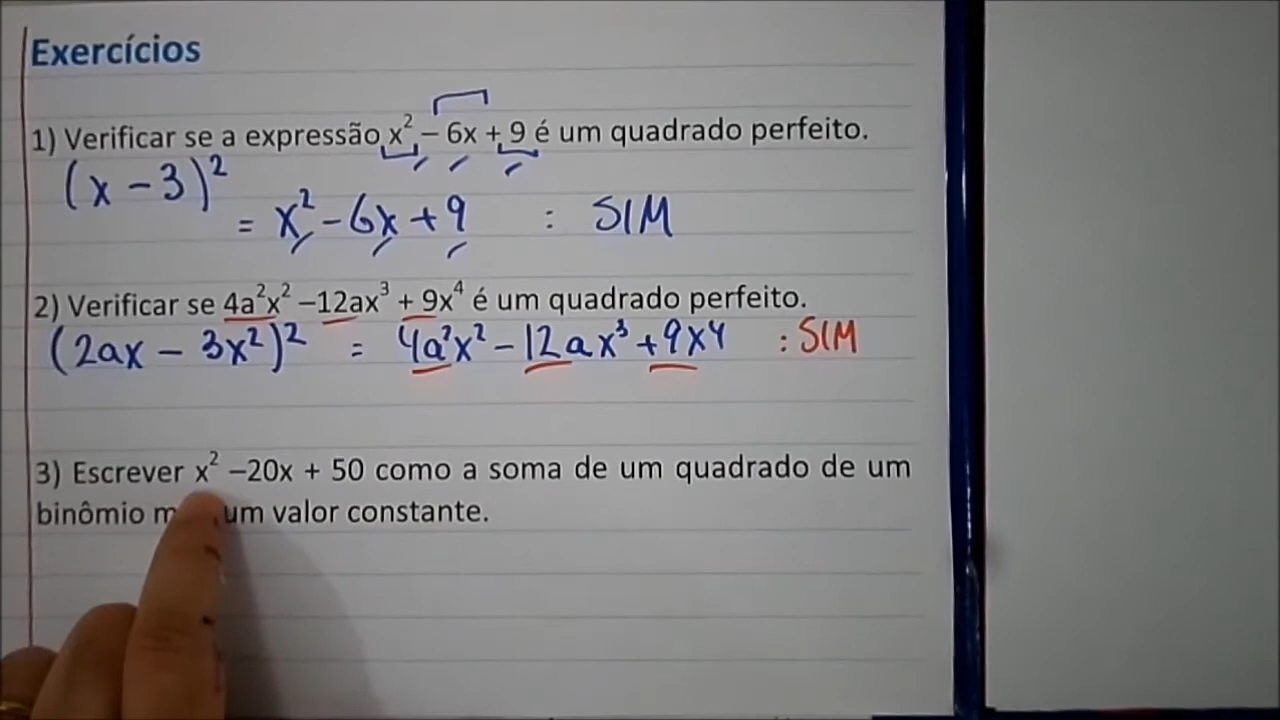 Exercícios
1) Verificar se a expressão x² − 6x + 9 é um quadrado perfeito.
(x − 3)²
= x² − 6x + 9 : SIM
2) Verificar se 4a²x² −12ax³ + 9x⁴ é um quadrado perfeito.
(2ax − 3x²)² = 4a²x² − 12ax³ + 9x4 : SIM
3) Escrever x² −20x + 50 como a soma de um quadrado de um
binômio um valor constante.